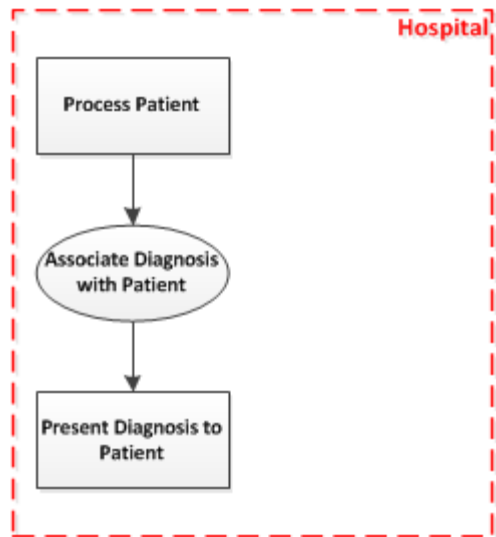 Hospital
Process Patient
Associate Diagnosis
with Patient
Present Diagnosis to
Patient